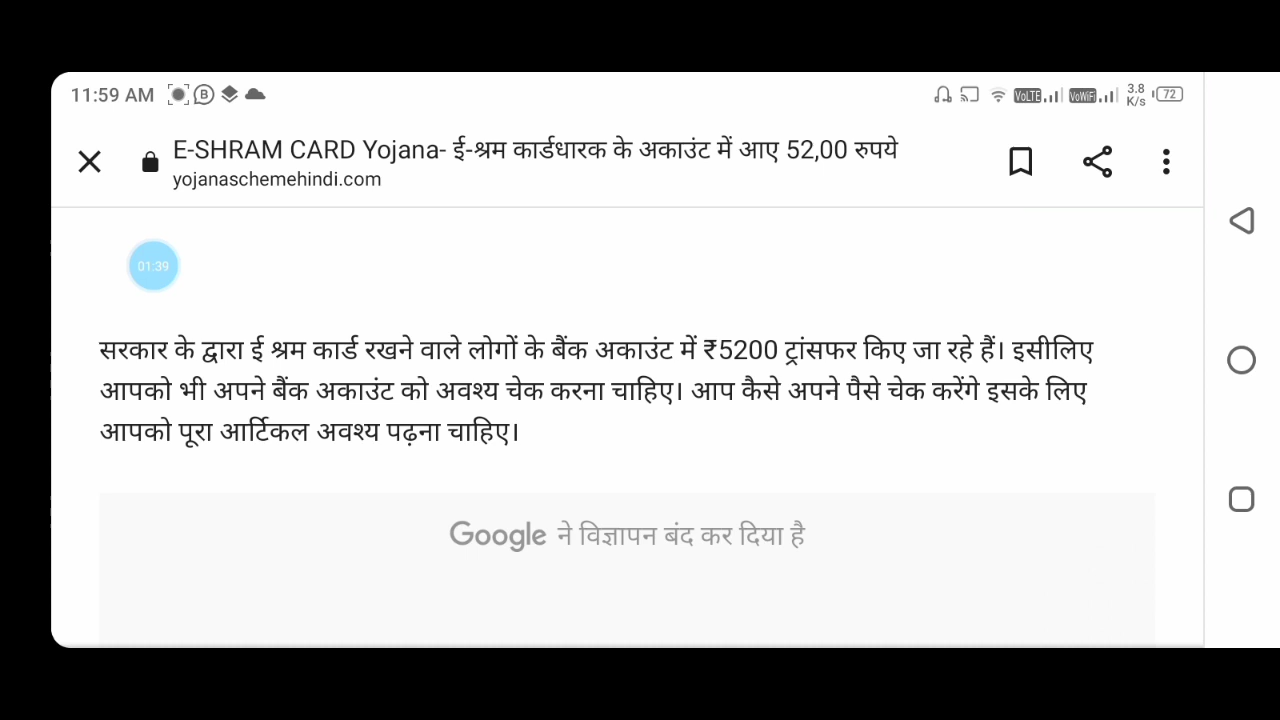 11:59 AM
VoLTE VoWiFi 3.8 K/s 72
E-SHRAM CARD Yojana- ई-श्रम कार्डधारक के अकाउंट में आए 52,00 रुपये
yojanaschemehindi.com
01:39
सरकार के द्वारा ई श्रम कार्ड रखने वाले लोगों के बैंक अकाउंट में ₹5200 ट्रांसफर किए जा रहे हैं। इसीलिए
आपको भी अपने बैंक अकाउंट को अवश्य चेक करना चाहिए। आप कैसे अपने पैसे चेक करेंगे इसके लिए
आपको पूरा आर्टिकल अवश्य पढ़ना चाहिए।
Google ने विज्ञापन बंद कर दिया है